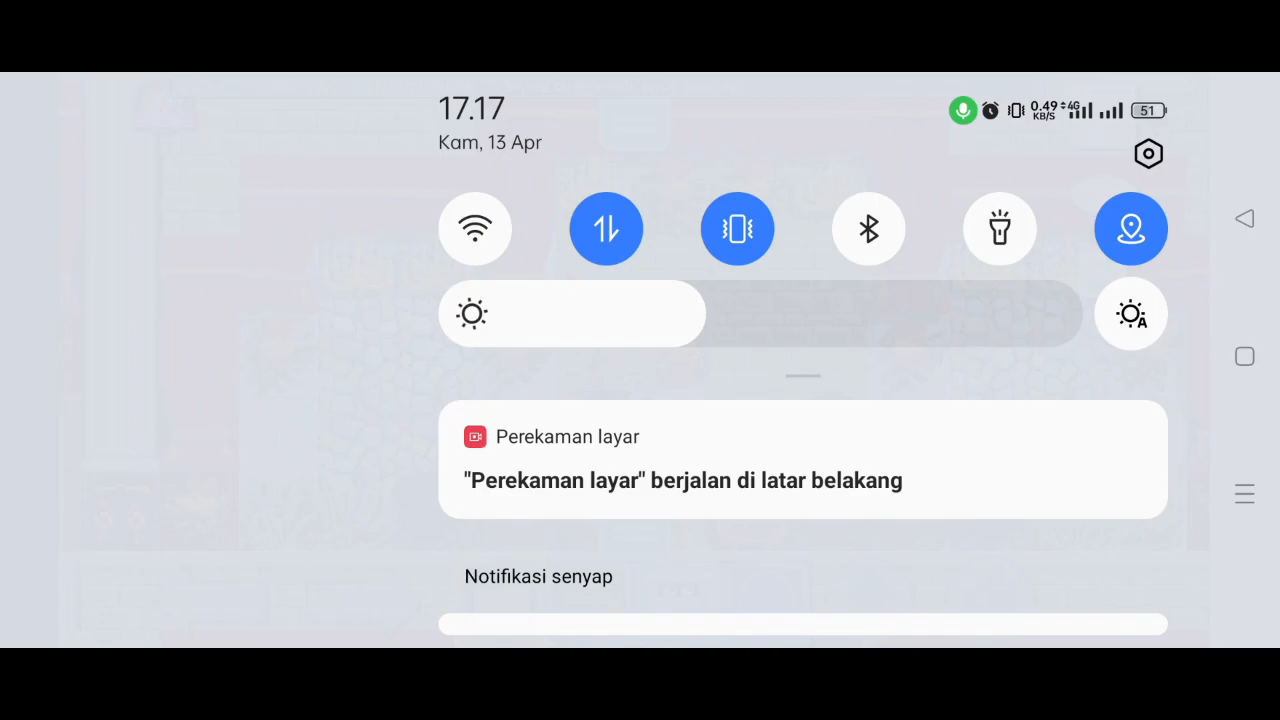 17.17
0.49 KB/S 4G 51
Kam, 13 Apr
A
Perekaman layar
"Perekaman layar" berjalan di latar belakang
Notifikasi senyap